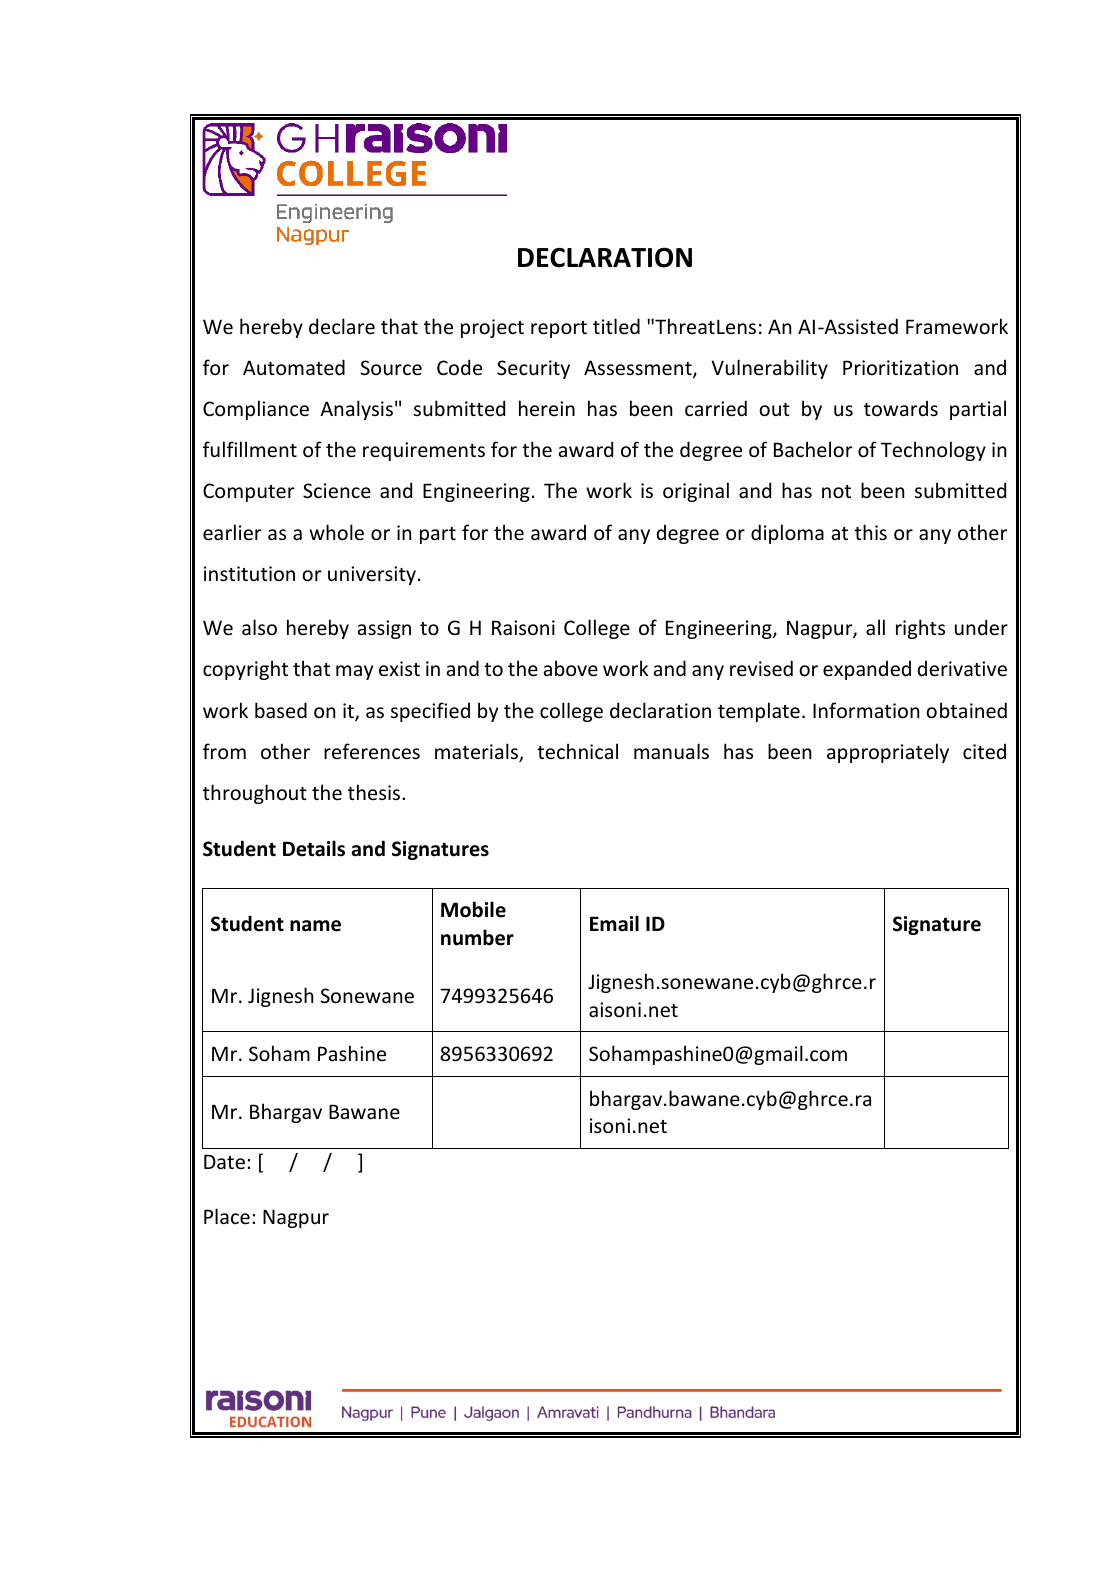 G H raisoni
COLLEGE
Engineering
Nagpur
DECLARATION
We hereby declare that the project report titled "ThreatLens: An AI-Assisted Framework
for Automated Source Code Security Assessment, Vulnerability Prioritization and
Compliance Analysis" submitted herein has been carried out by us towards partial
fulfillment of the requirements for the award of the degree of Bachelor of Technology in
Computer Science and Engineering. The work is original and has not been submitted
earlier as a whole or in part for the award of any degree or diploma at this or any other
institution or university.
We also hereby assign to G H Raisoni College of Engineering, Nagpur, all rights under
copyright that may exist in and to the above work and any revised or expanded derivative
work based on it, as specified by the college declaration template. Information obtained
from other references materials, technical manuals has been appropriately cited
throughout the thesis.
Student Details and Signatures
Student name Mobile number Email ID Signature
Mr. Jignesh Sonewane 7499325646 Jignesh.sonewane.cyb@ghrce.r
aisoni.net
Mr. Soham Pashine 8956330692 Sohampashine0@gmail.com
Mr. Bhargav Bawane bhargav.bawane.cyb@ghrce.ra
isoni.net
Date: [ / / ]
Place: Nagpur
raisoni
EDUCATION
Nagpur | Pune | Jalgaon | Amravati | Pandhurna | Bhandara